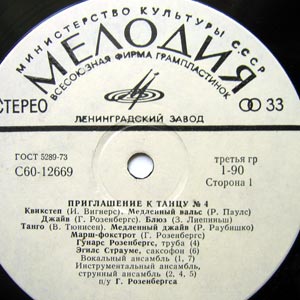 МИНИСТЕРСТВО КУЛЬТУРЫ СССР
МЕЛОДИЯ
ВСЕСОЮЗНАЯ ФИРМА ГРАМПЛАСТИНОК
СТЕРЕО
33
ЛЕНИНГРАДСКИЙ ЗАВОД
ГОСТ 5289-73
третья гр
С60-12669
1-90
Сторона 1
ПРИГЛАШЕНИЕ К ТАНЦУ № 4
Квикстеп (И. Вигнерс). Медленный вальс (Р. Паулс)
Джайв (Г. Розенбергс). Блюз (З. Лиепиньш)
Танго (В. Тюнисен). Медленный джайв (Р. Раубишко)
Марш-фокстрот (Г. Розенбергс)
Гунарс Розенбергс, труба (4)
Эгилс Страуме, саксофон (6)
Вокальный ансамбль (1, 7)
Инструментальный ансамбль,
струнный ансамбль (2, 4, 5)
п/у Г. Розенбергса